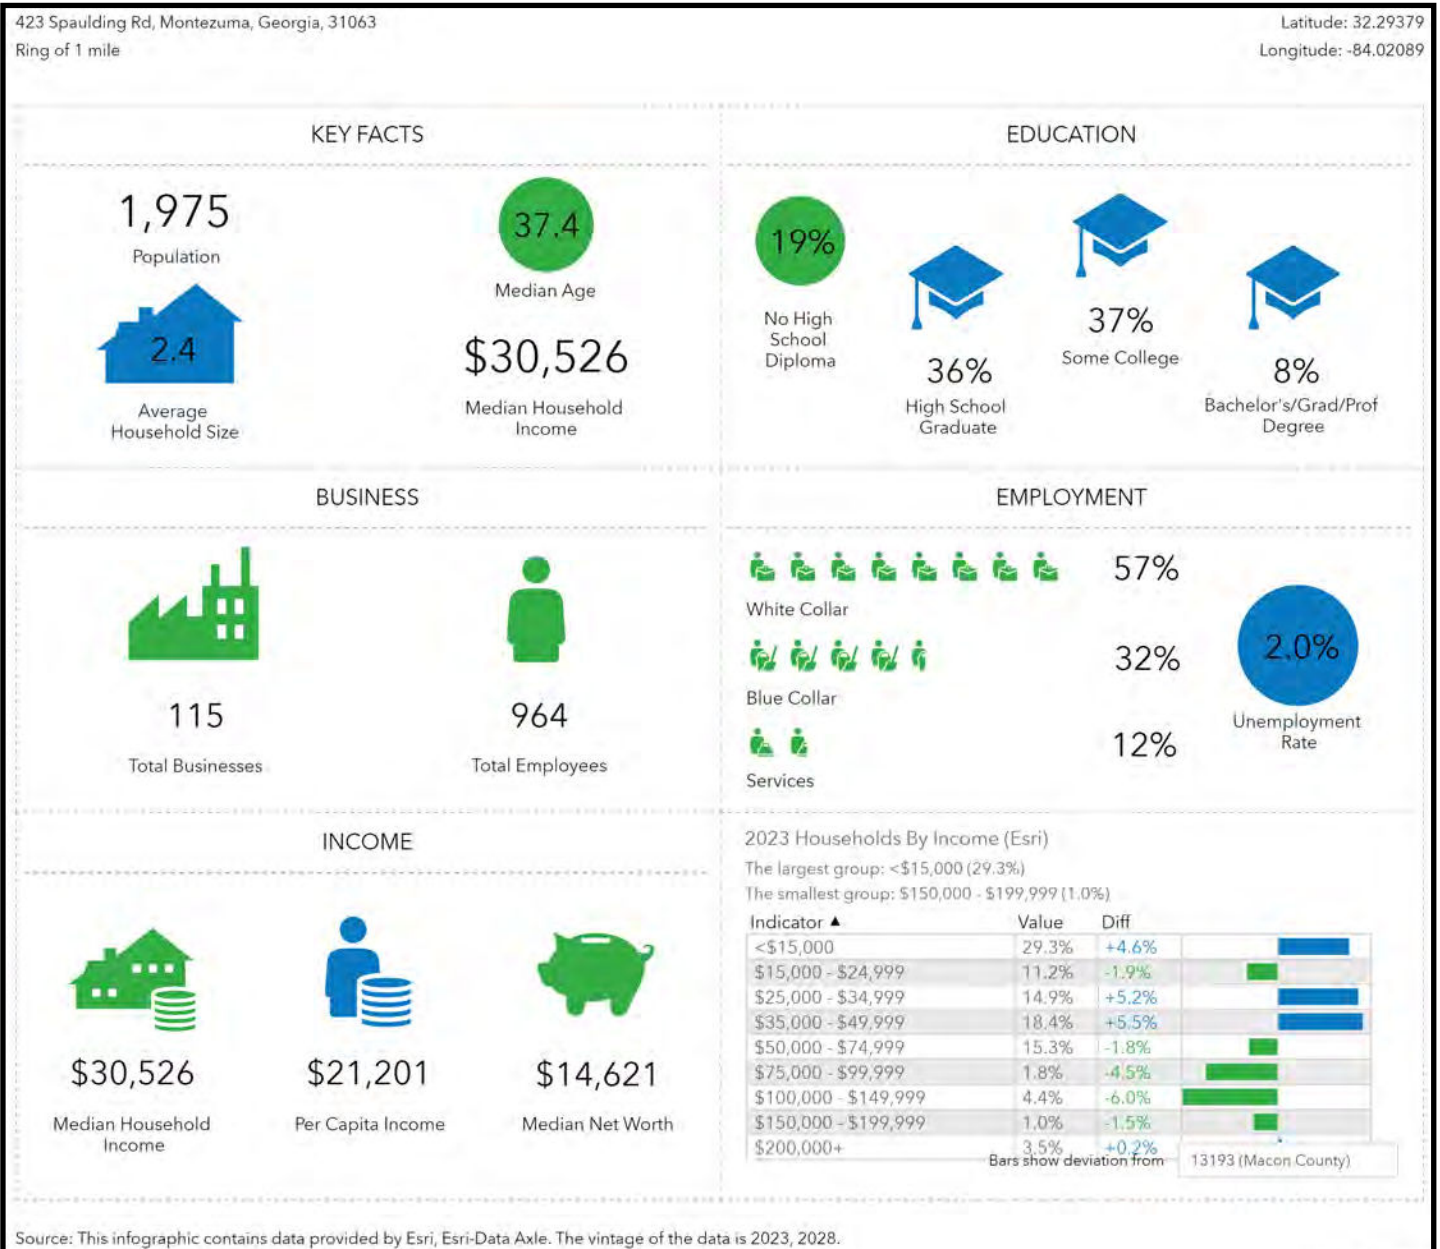 423 Spaulding Rd, Montezuma, Georgia, 31063
Latitude: 32.29379
Ring of 1 mile
Longitude: -84.02089
KEY FACTS
1,975
Population
37.4
Median Age
2.4
Average
Household Size
$30,526
Median Household
Income
EDUCATION
19%
No High
School
Diploma
36%
High School
Graduate
37%
Some College
8%
Bachelor's/Grad/Prof
Degree
BUSINESS
115
Total Businesses
964
Total Employees
EMPLOYMENT
57%
White Collar
32%
Blue Collar
12%
Services
2.0%
Unemployment
Rate
INCOME
$30,526
Median Household
Income
$21,201
Per Capita Income
$14,621
Median Net Worth
2023 Households By Income (Esri)
The largest group: <$15,000 (29.3%)
The smallest group: $150,000 - $199,999 (1.0%)
Indicator ▲ Value Diff
<$15,000 29.3% +4.6%
$15,000 - $24,999 11.2% -1.9%
$25,000 - $34,999 14.9% +5.2%
$35,000 - $49,999 18.4% +5.5%
$50,000 - $74,999 15.3% -1.8%
$75,000 - $99,999 1.8% -4.5%
$100,000 - $149,999 4.4% -6.0%
$150,000 - $199,999 1.0% -1.5%
$200,000+ 3.5% +0.2%
Bars show deviation from 13193 (Macon County)
Source: This infographic contains data provided by Esri, Esri-Data Axle. The vintage of the data is 2023, 2028.